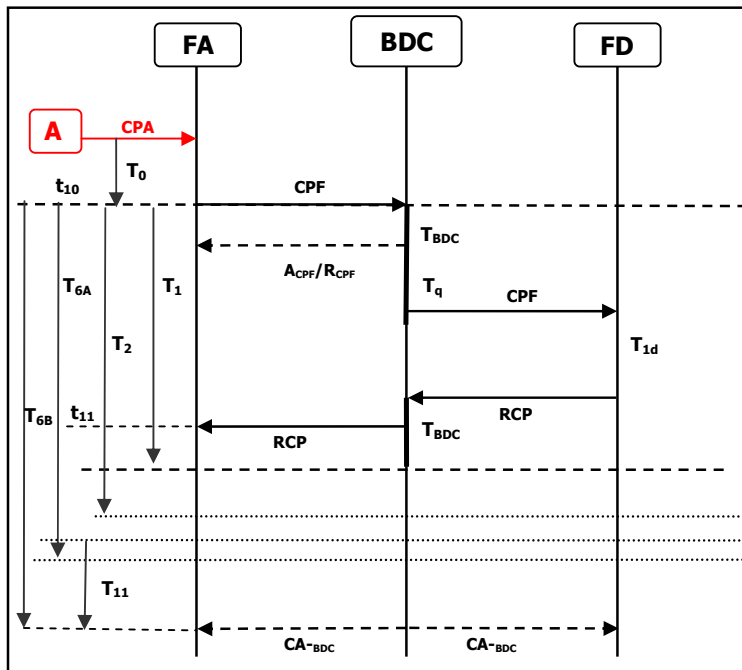 FA BDC FD
A CPA
T0
t10 CPF
TBDC
ACPF/RCPF
T6A T1 Tq CPF
T2 T1d
T6B t11 RCP
RCP TBDC
T11
CA-BDC CA-BDC